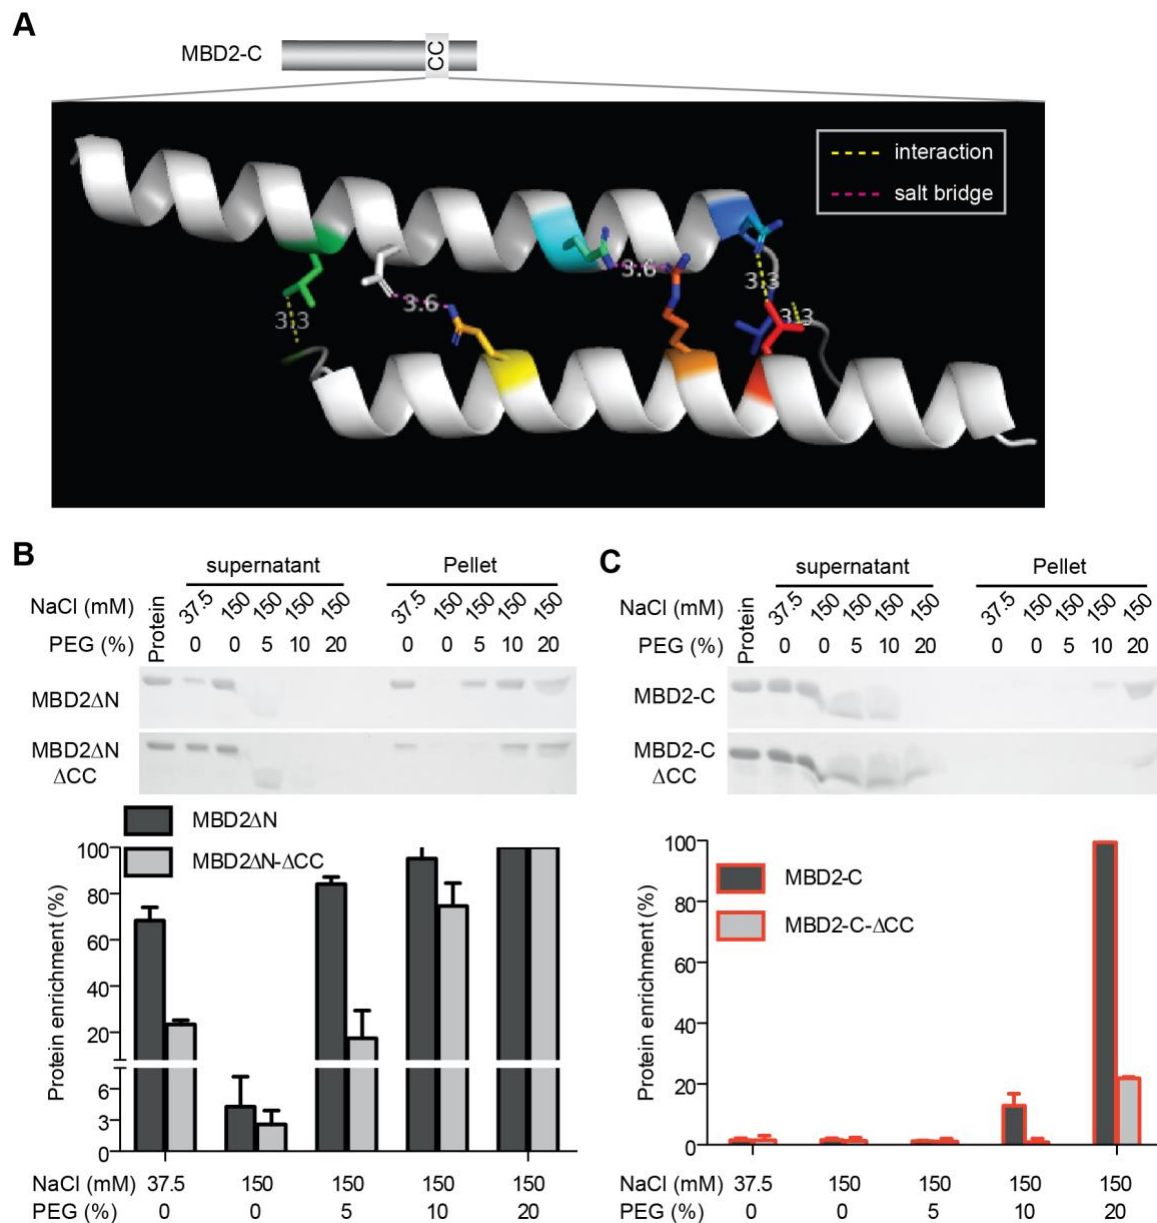 A
MBD2-C
CC
interaction
salt bridge
3.3
3.6
3.6
3.3
3.3
B
supernatant
Pellet
NaCl (mM)
Protein
37.5 150 150 150 150
37.5 150 150 150 150
PEG (%)
0 0 5 10 20
0 0 5 10 20
MBD2ΔN
MBD2ΔN
ΔCC
MBD2ΔN
MBD2ΔN-ΔCC
Protein enrichment (%)
100
80
60
40
20
6
3
0
NaCl (mM) 37.5 150 150 150 150
PEG (%) 0 0 5 10 20
C
supernatant
Pellet
NaCl (mM)
Protein
37.5 150 150 150 150
37.5 150 150 150 150
PEG (%)
0 0 5 10 20
0 0 5 10 20
MBD2-C
MBD2-C
ΔCC
MBD2-C
MBD2-C-ΔCC
Protein enrichment (%)
100
80
60
40
20
0
NaCl (mM) 37.5 150 150 150 150
PEG (%) 0 0 5 10 20